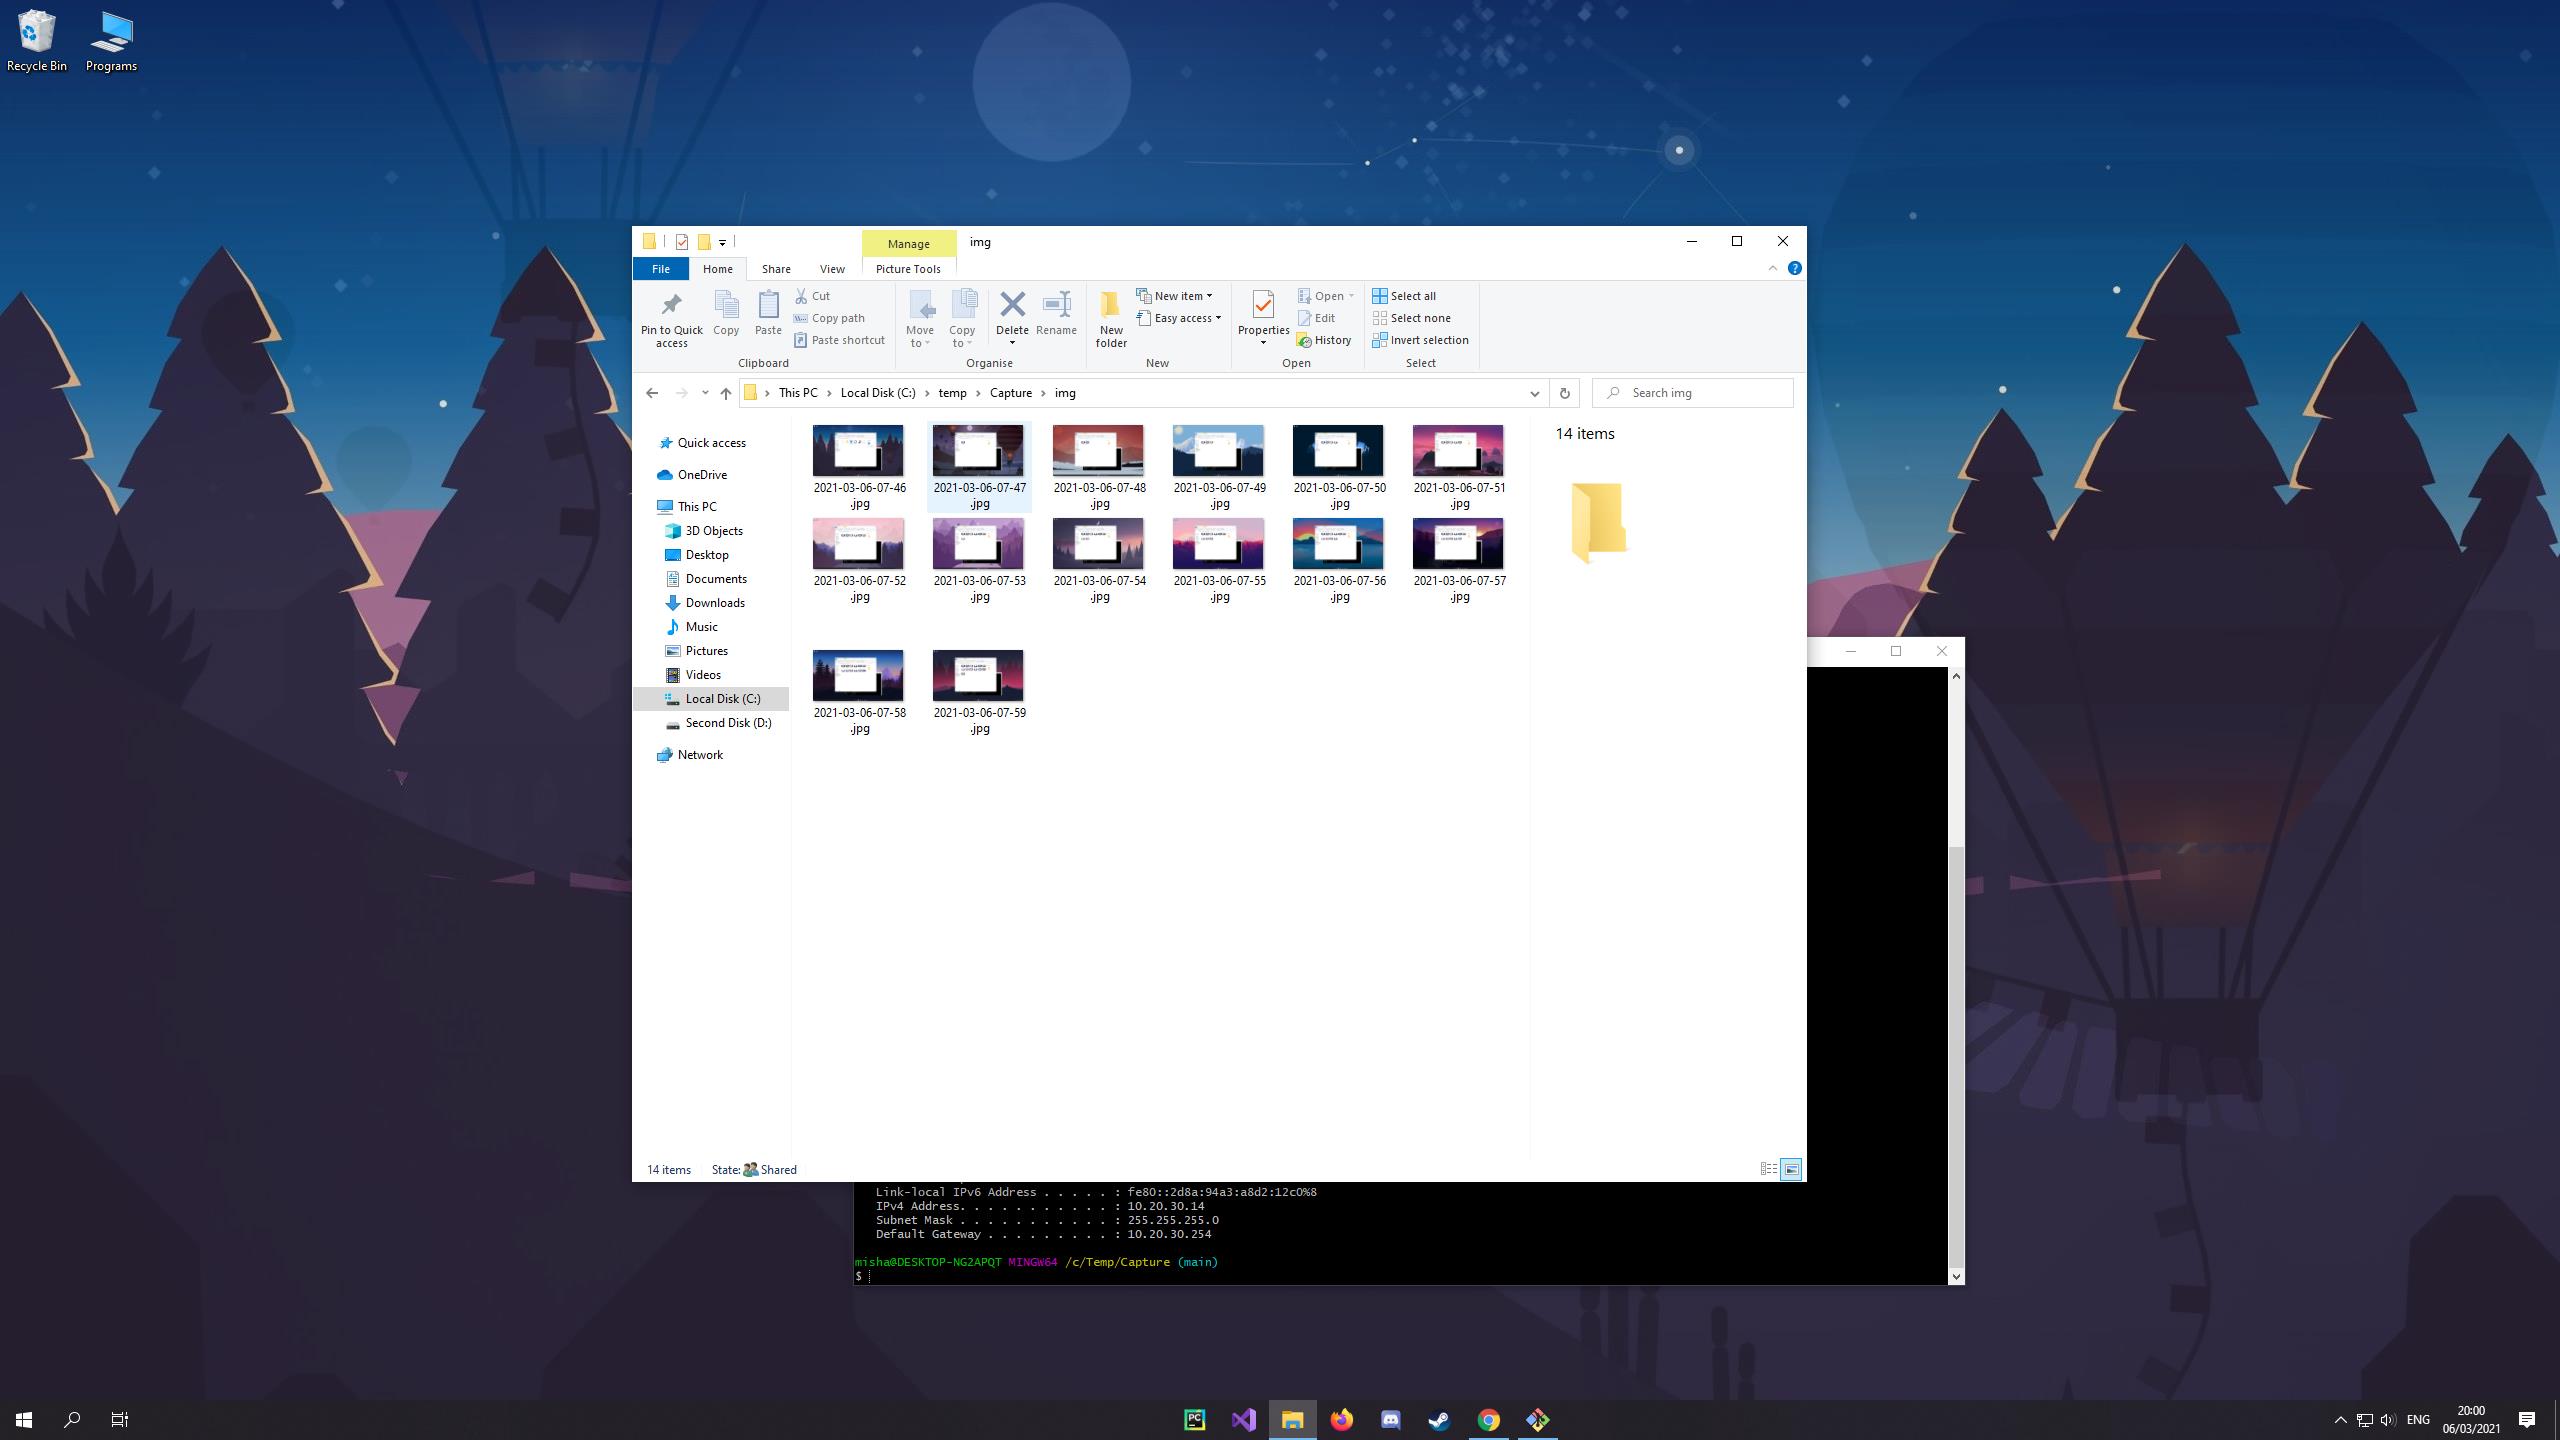 Recycle Bin
Programs
Manage
img
File
Home
Share
View
Picture Tools
Pin to Quick access
Copy
Paste
Cut
Copy path
Paste shortcut
Clipboard
Move to
Copy to
Delete
Rename
Organise
New folder
New item
Easy access
New
Properties
Open
Edit
History
Open
Select all
Select none
Invert selection
Select
This PC
Local Disk (C:)
temp
Capture
img
Search img
Quick access
OneDrive
This PC
3D Objects
Desktop
Documents
Downloads
Music
Pictures
Videos
Local Disk (C:)
Second Disk (D:)
Network
2021-03-06-07-46.jpg
2021-03-06-07-47.jpg
2021-03-06-07-48.jpg
2021-03-06-07-49.jpg
2021-03-06-07-50.jpg
2021-03-06-07-51.jpg
2021-03-06-07-52.jpg
2021-03-06-07-53.jpg
2021-03-06-07-54.jpg
2021-03-06-07-55.jpg
2021-03-06-07-56.jpg
2021-03-06-07-57.jpg
2021-03-06-07-58.jpg
2021-03-06-07-59.jpg
14 items
14 items
State: Shared
Link-local IPv6 Address . . . . . : fe80::2d8a:94a3:a8d2:12c0%8
IPv4 Address. . . . . . . . . . . : 10.20.30.14
Subnet Mask . . . . . . . . . . . : 255.255.255.0
Default Gateway . . . . . . . . . : 10.20.30.254
misha@DESKTOP-NG2APQT MINGW64 /c/Temp/Capture (main)
$
PC
ENG
20:00
06/03/2021